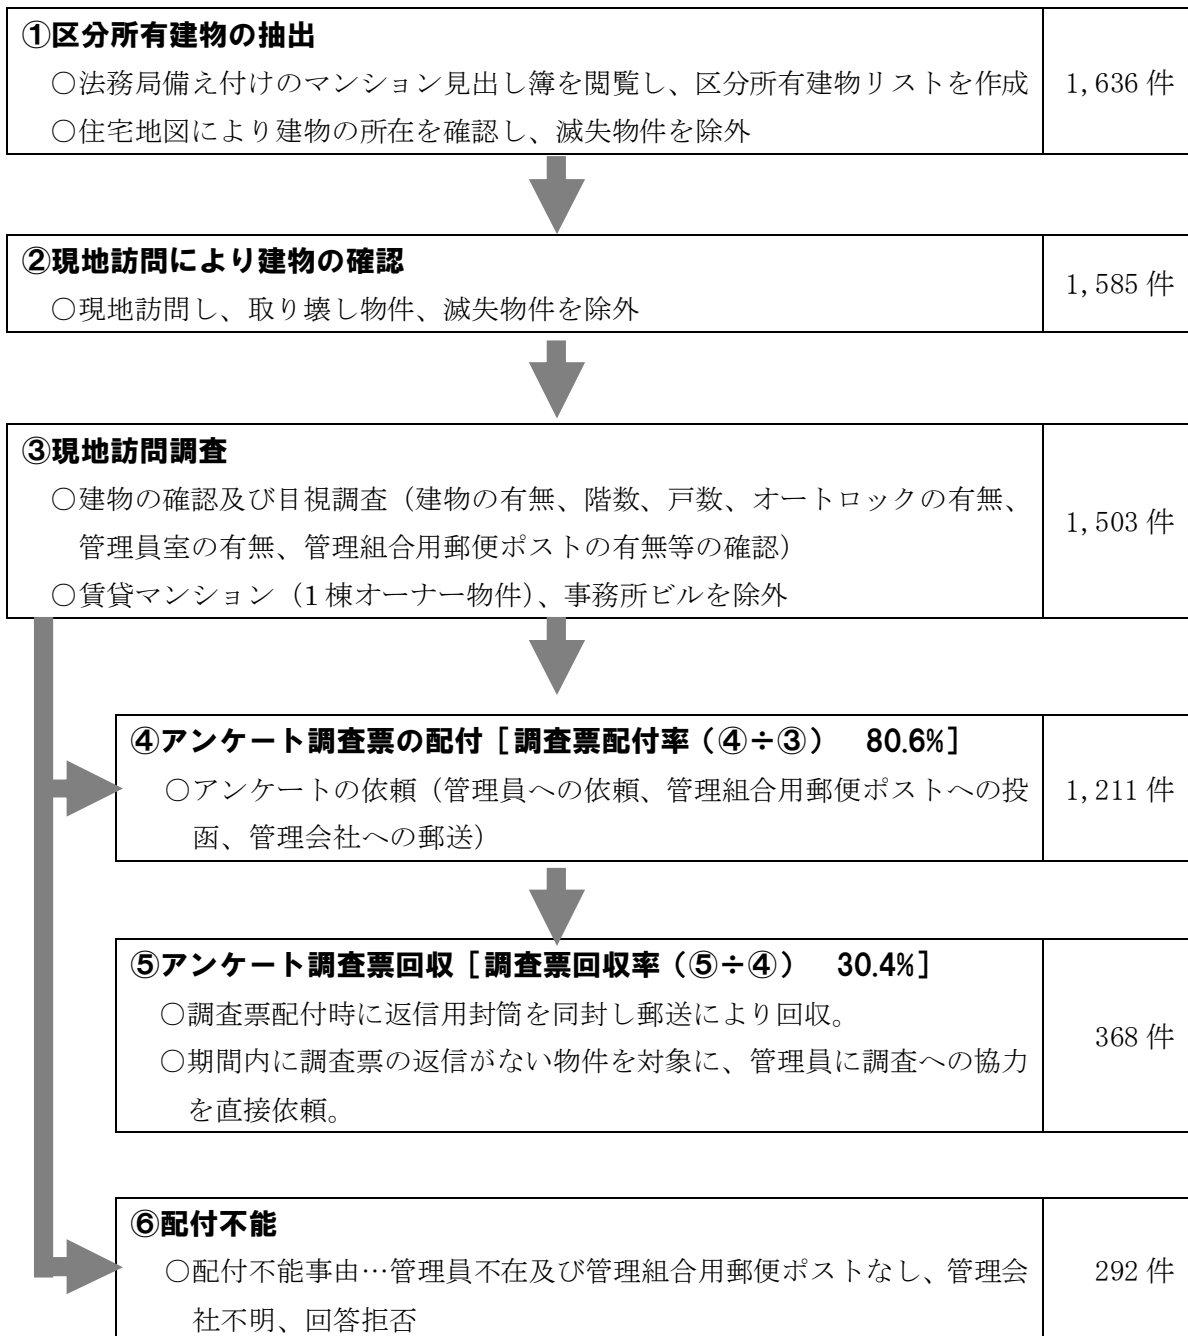 ①区分所有建物の抽出
○法務局備え付けのマンション見出し簿を閲覧し、区分所有建物リストを作成
○住宅地図により建物の所在を確認し、滅失物件を除外
1,636 件
②現地訪問により建物の確認
○現地訪問し、取り壊し物件、滅失物件を除外
1,585 件
③現地訪問調査
○建物の確認及び目視調査（建物の有無、階数、戸数、オートロックの有無、
管理員室の有無、管理組合用郵便ポストの有無等の確認）
○賃貸マンション（1 棟オーナー物件）、事務所ビルを除外
1,503 件
④アンケート調査票の配付［調査票配付率（④÷③）　80.6%］
○アンケートの依頼（管理員への依頼、管理組合用郵便ポストへの投
函、管理会社への郵送）
1,211 件
⑤アンケート調査票回収［調査票回収率（⑤÷④）　30.4%］
○調査票配付時に返信用封筒を同封し郵送により回収。
○期間内に調査票の返信がない物件を対象に、管理員に調査への協力
を直接依頼。
368 件
⑥配付不能
○配付不能事由…管理員不在及び管理組合用郵便ポストなし、管理会
社不明、回答拒否
292 件